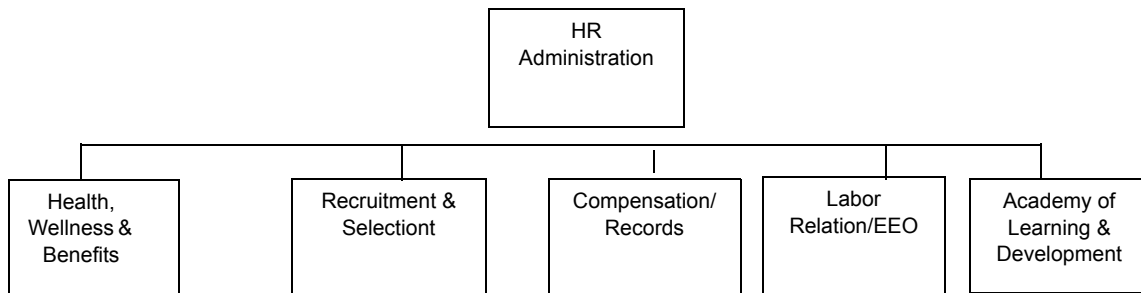 HR
Administration
Health,
Wellness &
Benefits
Recruitment &
Selectiont
Compensation/
Records
Labor
Relation/EEO
Academy of
Learning &
Development